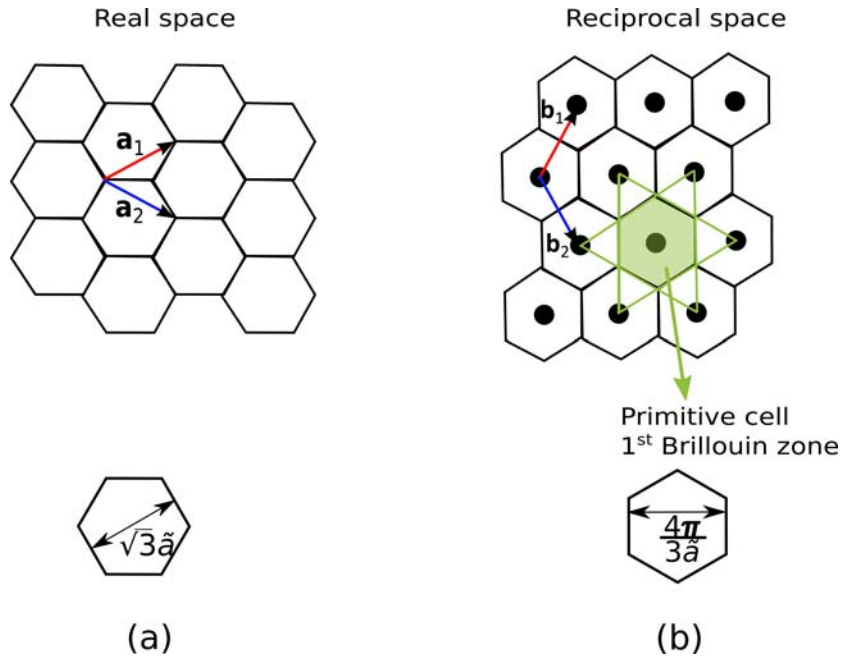 Real space
Reciprocal space
a₁
a₂
b₁
b₂
Primitive cell
1ˢᵗ Brillouin zone
√3ã
4π
3ã
(a)
(b)